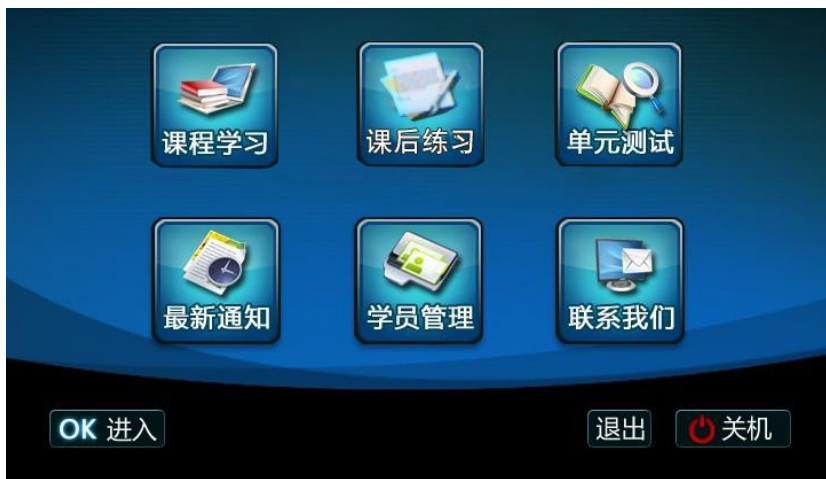 课程学习
课后练习
单元测试
最新通知
学员管理
联系我们
OK 进入
退出
关机